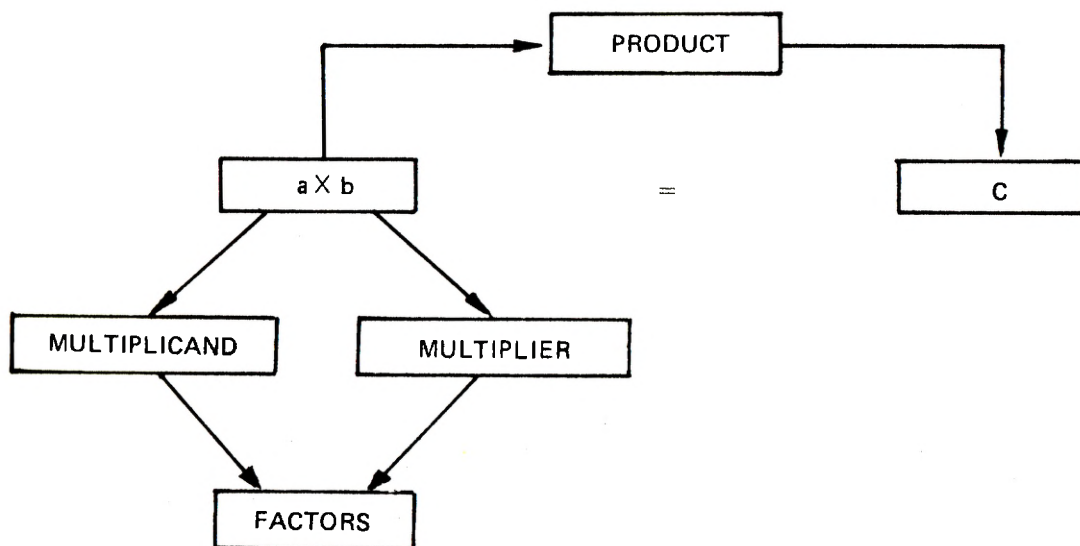 PRODUCT
a X b
=
C
MULTIPLICAND
MULTIPLIER
FACTORS